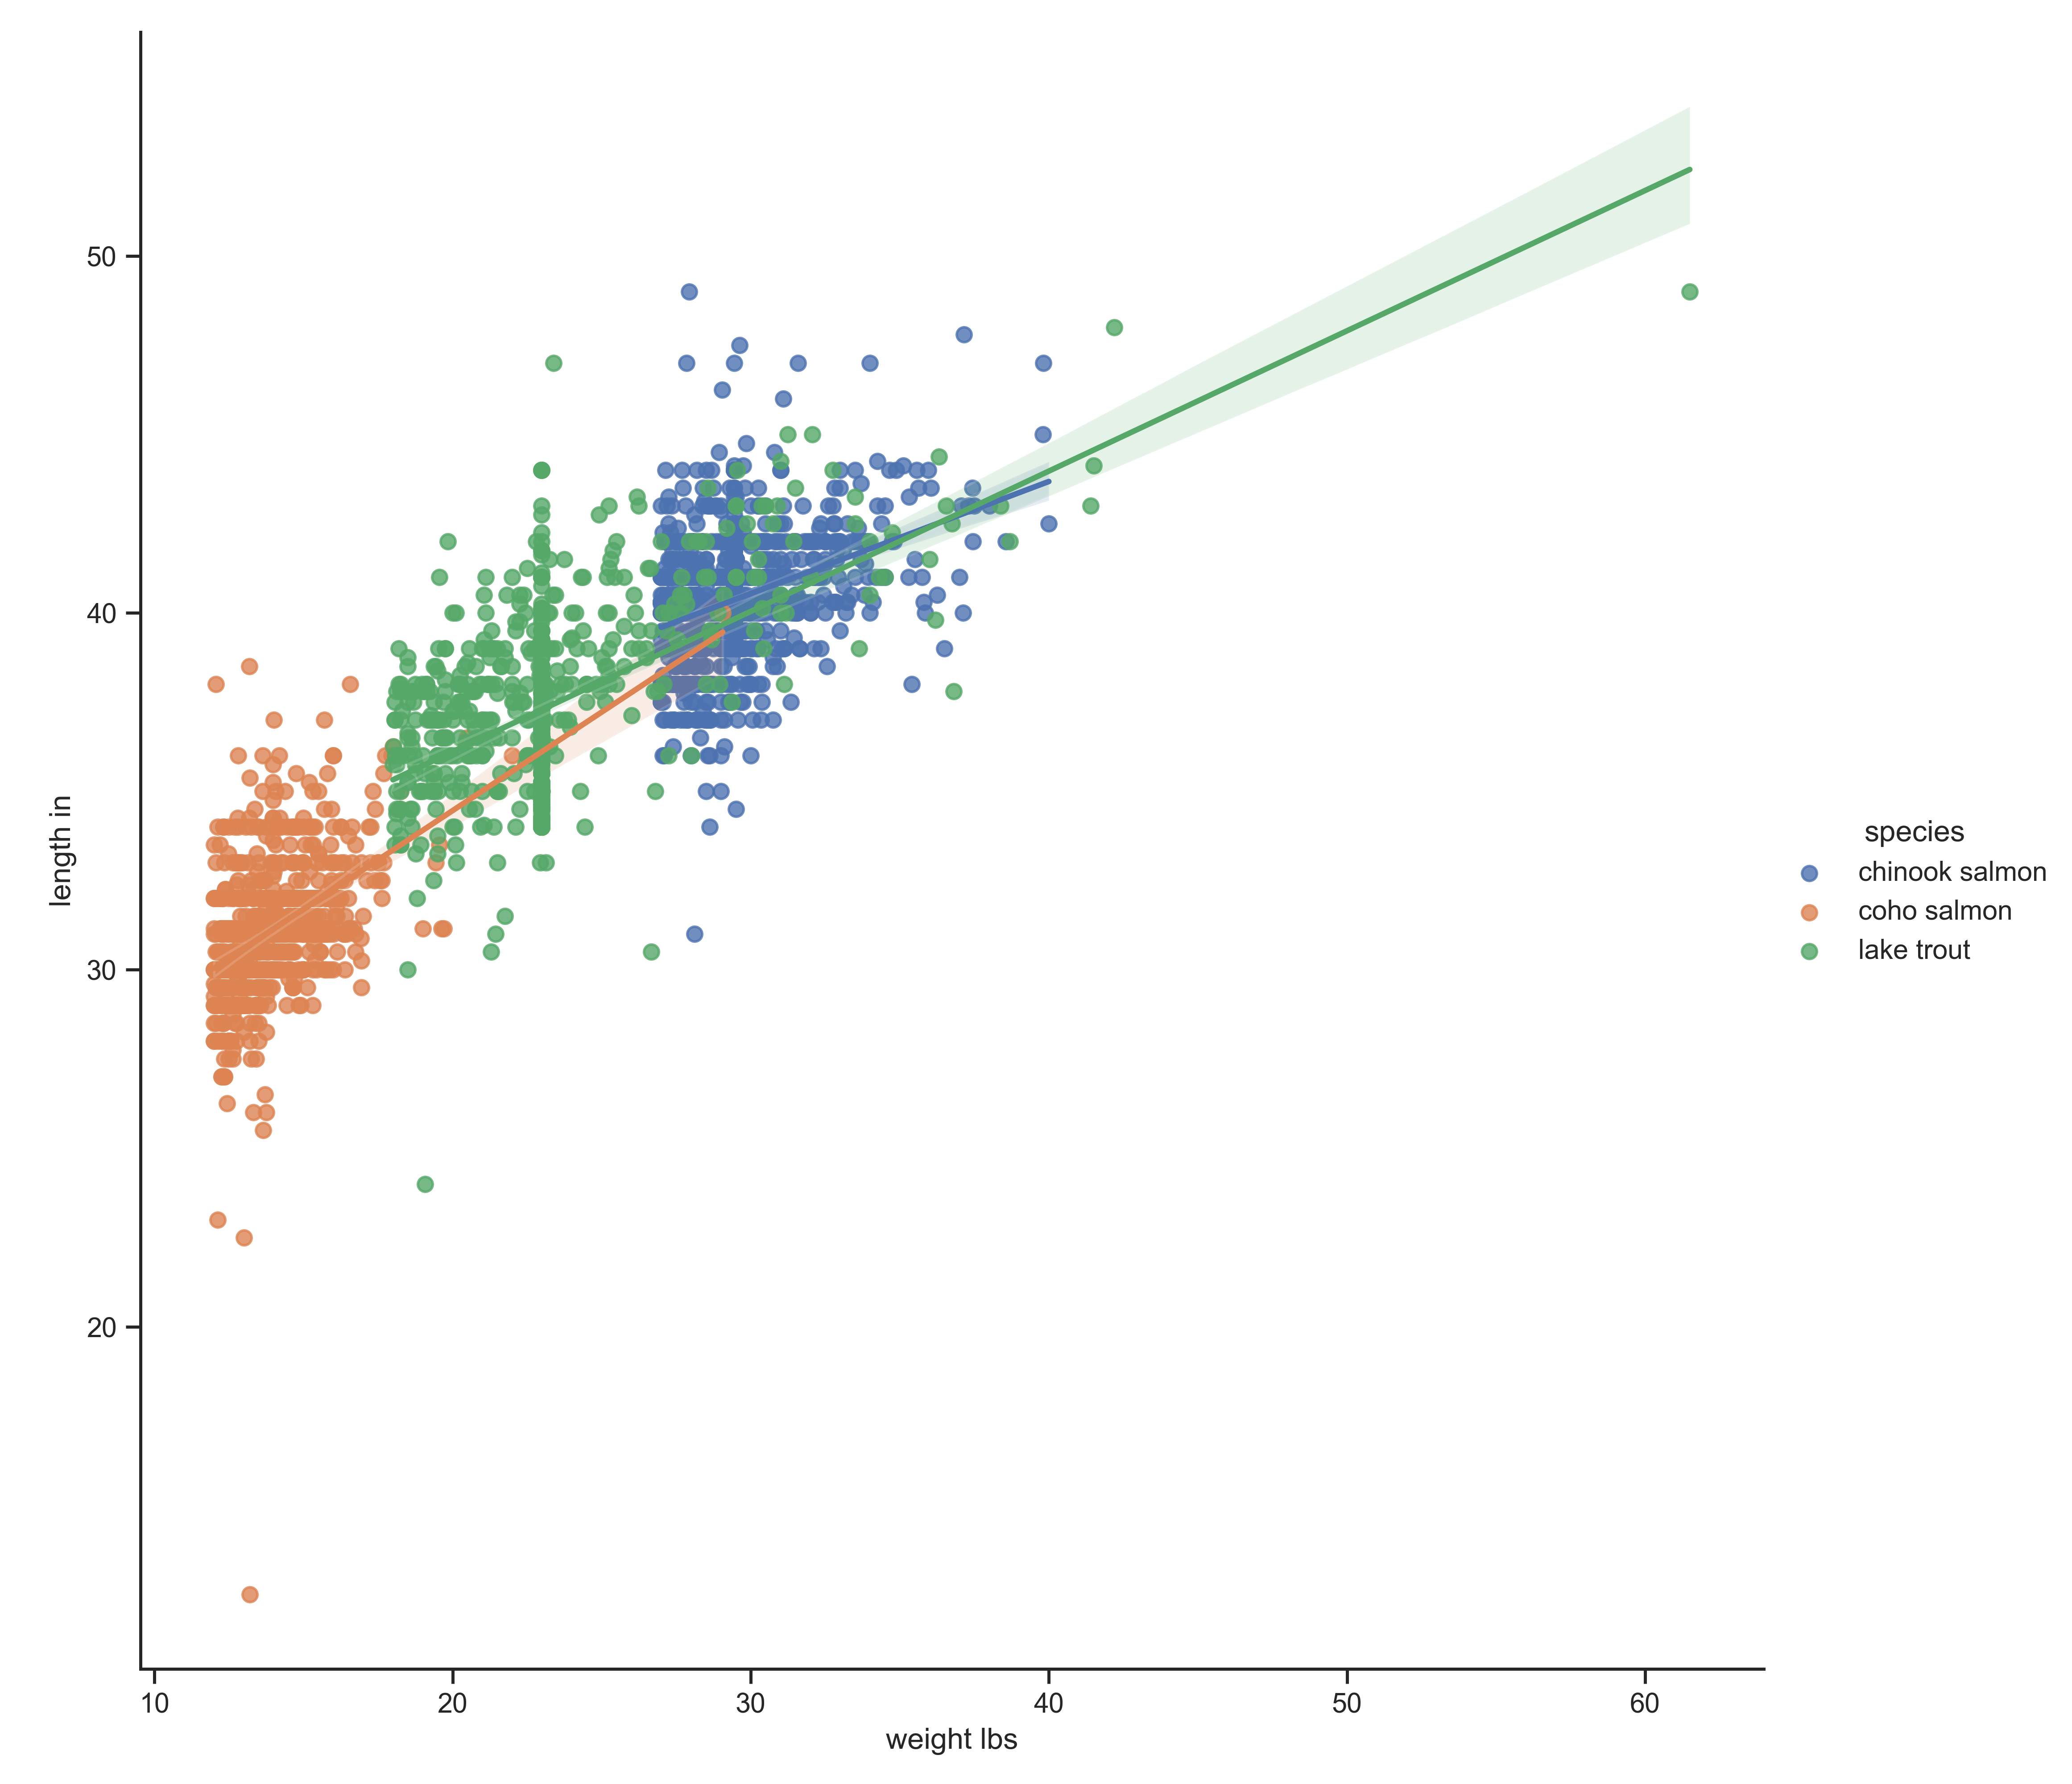 50
40
30
20
length in
10 20 30 40 50 60
weight lbs
species
chinook salmon
coho salmon
lake trout